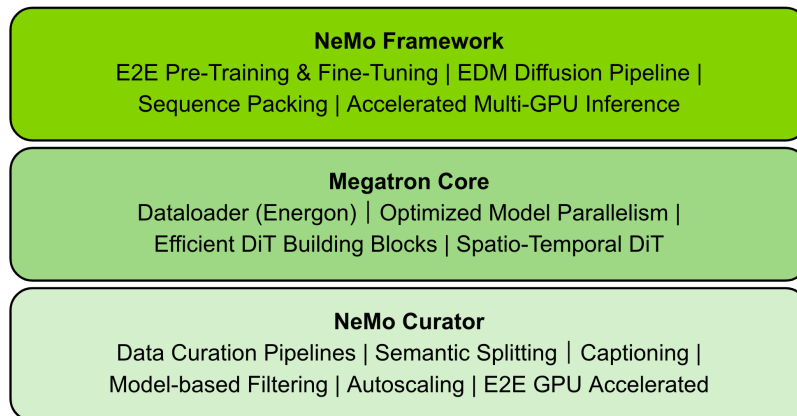 NeMo Framework
E2E Pre-Training & Fine-Tuning | EDM Diffusion Pipeline |
Sequence Packing | Accelerated Multi-GPU Inference
Megatron Core
Dataloader (Energon) | Optimized Model Parallelism |
Efficient DiT Building Blocks | Spatio-Temporal DiT
NeMo Curator
Data Curation Pipelines | Semantic Splitting | Captioning |
Model-based Filtering | Autoscaling | E2E GPU Accelerated